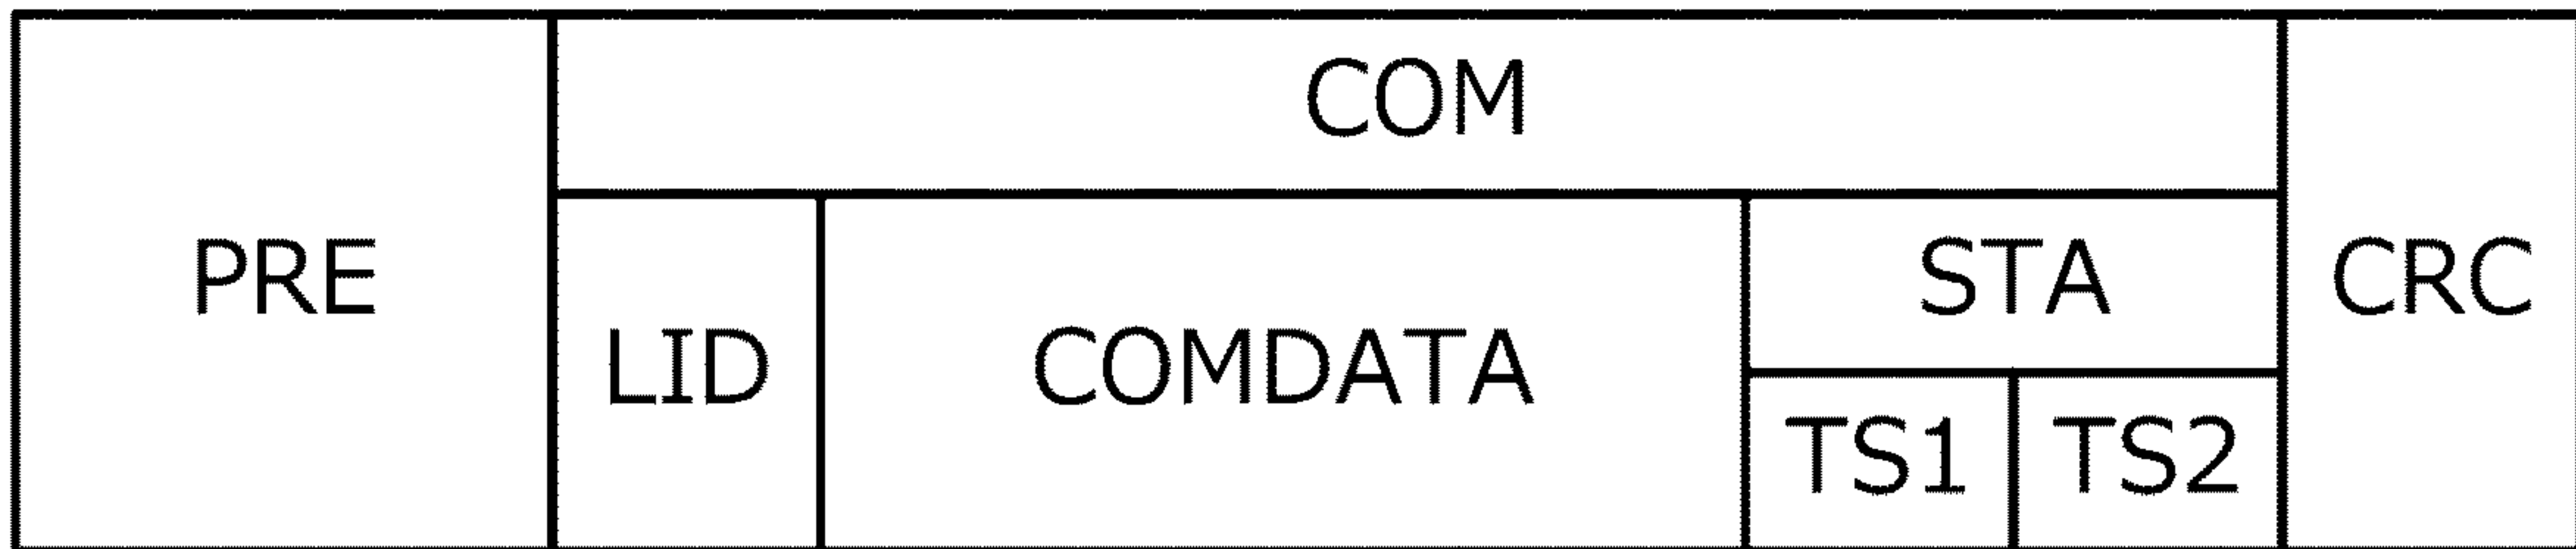 COM
PRE
STA
CRC
LID
COMDATA
TS1
TS2